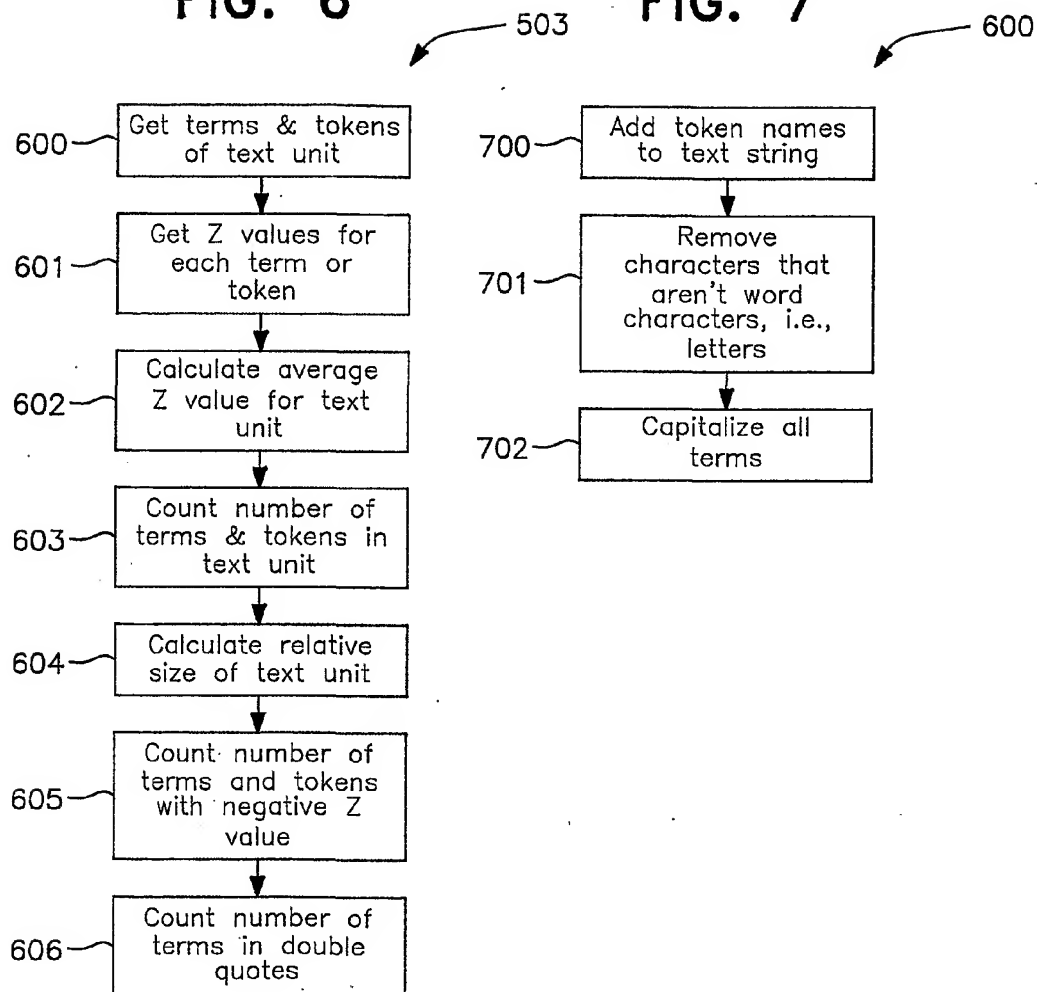 FIG. 6
503
600
Get terms & tokens
of text unit
601
Get Z values for
each term or
token
602
Calculate average
Z value for text
unit
603
Count number of
terms & tokens in
text unit
604
Calculate relative
size of text unit
605
Count number of
terms and tokens
with negative Z
value
606
Count number of
terms in double
quotes
FIG. 7
600
700
Add token names
to text string
701
Remove
characters that
aren't word
characters, i.e.,
letters
702
Capitalize all
terms